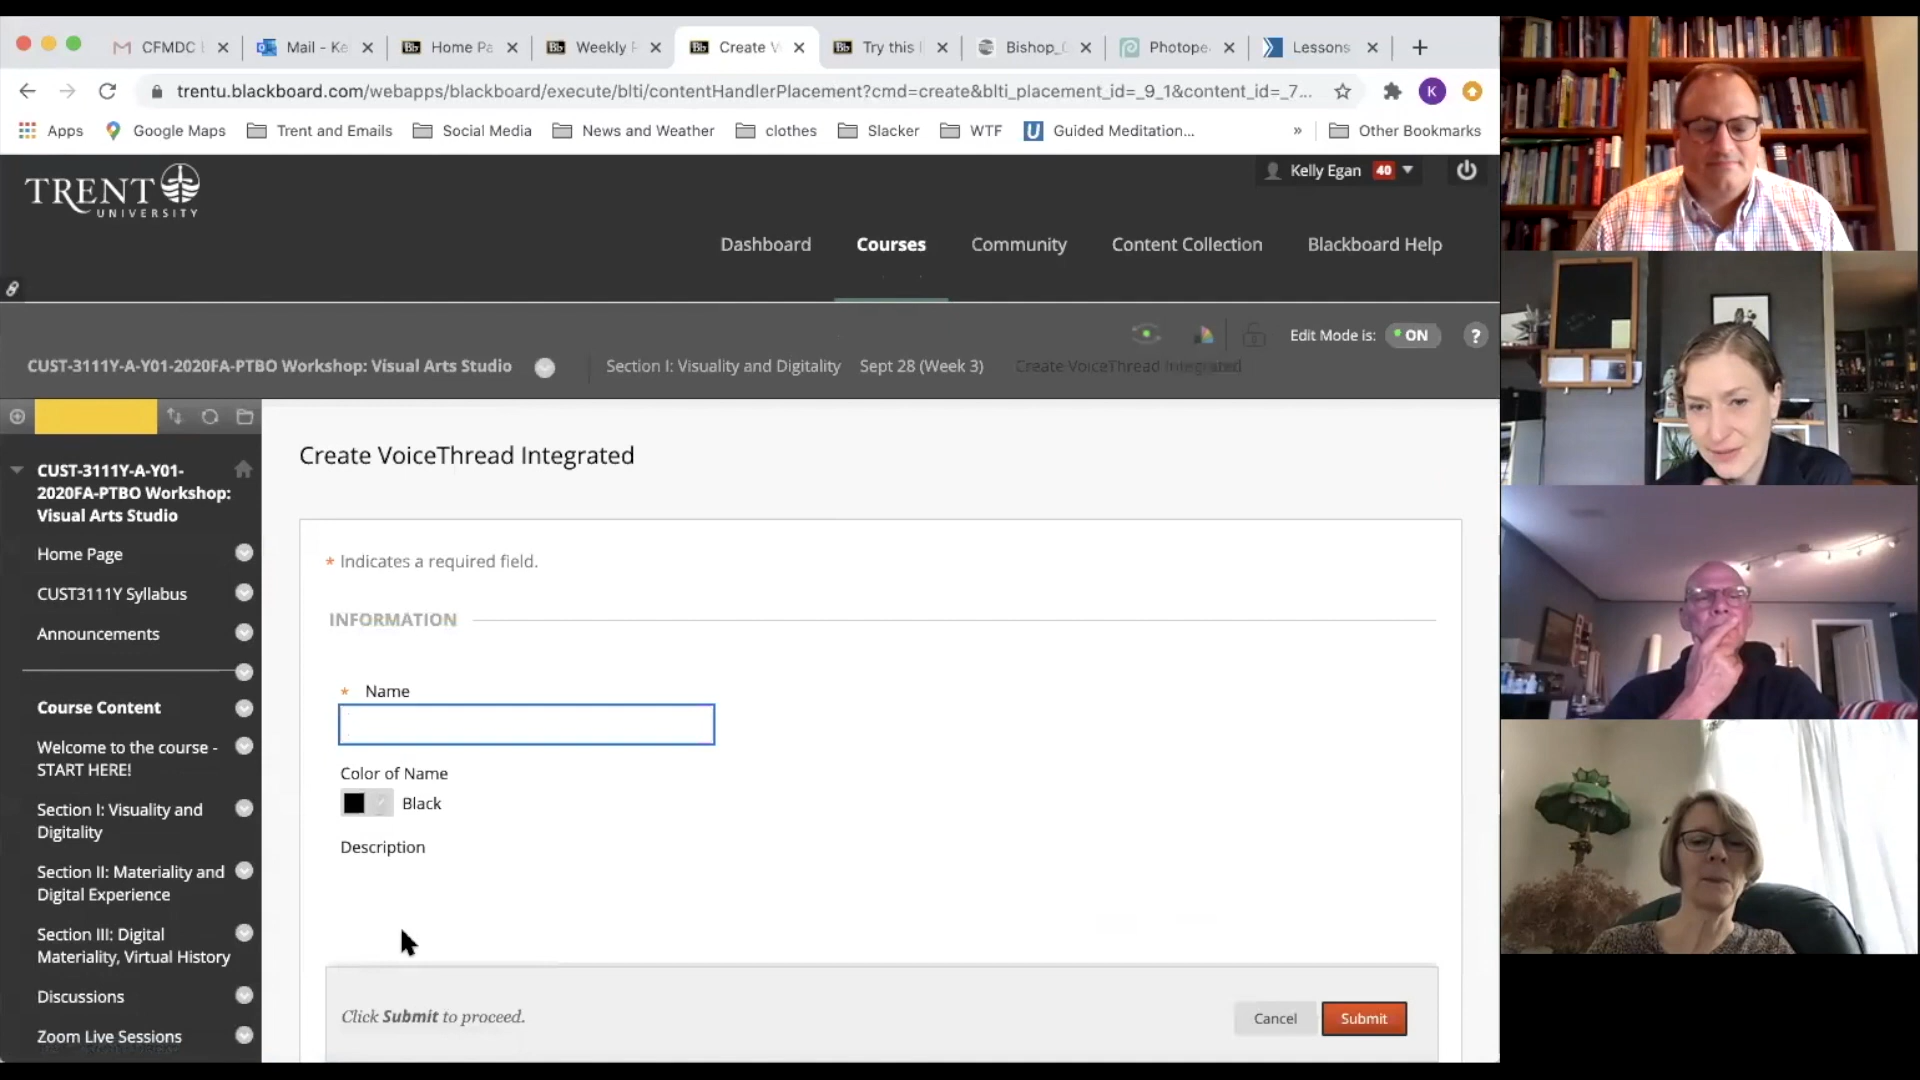 CFMDC
Mail - Ke
Bb Home Pa
Bb Weekly
Bb Create V
Bb Try this
Bishop_
Photope
Lessons
trentu.blackboard.com/webapps/blackboard/execute/blti/contentHandlerPlacement?cmd=create&blti_placement_id=_9_1&content_id=_7...
K
Apps
Google Maps
Trent and Emails
Social Media
News and Weather
clothes
Slacker
WTF
U Guided Meditation...
»
Other Bookmarks
TRENT
UNIVERSITY
Kelly Egan 40
Dashboard
Courses
Community
Content Collection
Blackboard Help
Edit Mode is: ON ?
CUST-3111Y-A-Y01-2020FA-PTBO Workshop: Visual Arts Studio
Section I: Visuality and Digitality
Sept 28 (Week 3)
Create VoiceThread Integrated
CUST-3111Y-A-Y01-
2020FA-PTBO Workshop:
Visual Arts Studio
Home Page
CUST3111Y Syllabus
Announcements
Course Content
Welcome to the course -
START HERE!
Section I: Visuality and
Digitality
Section II: Materiality and
Digital Experience
Section III: Digital
Materiality, Virtual History
Discussions
Zoom Live Sessions
Create VoiceThread Integrated
* Indicates a required field.
INFORMATION
* Name
Color of Name
Black
Description
Click Submit to proceed.
Cancel
Submit